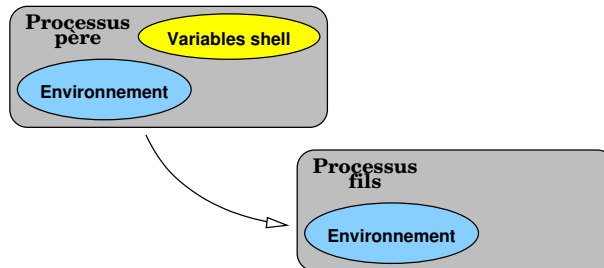 Processus
père
Variables shell
Environnement
Processus
fils
Environnement